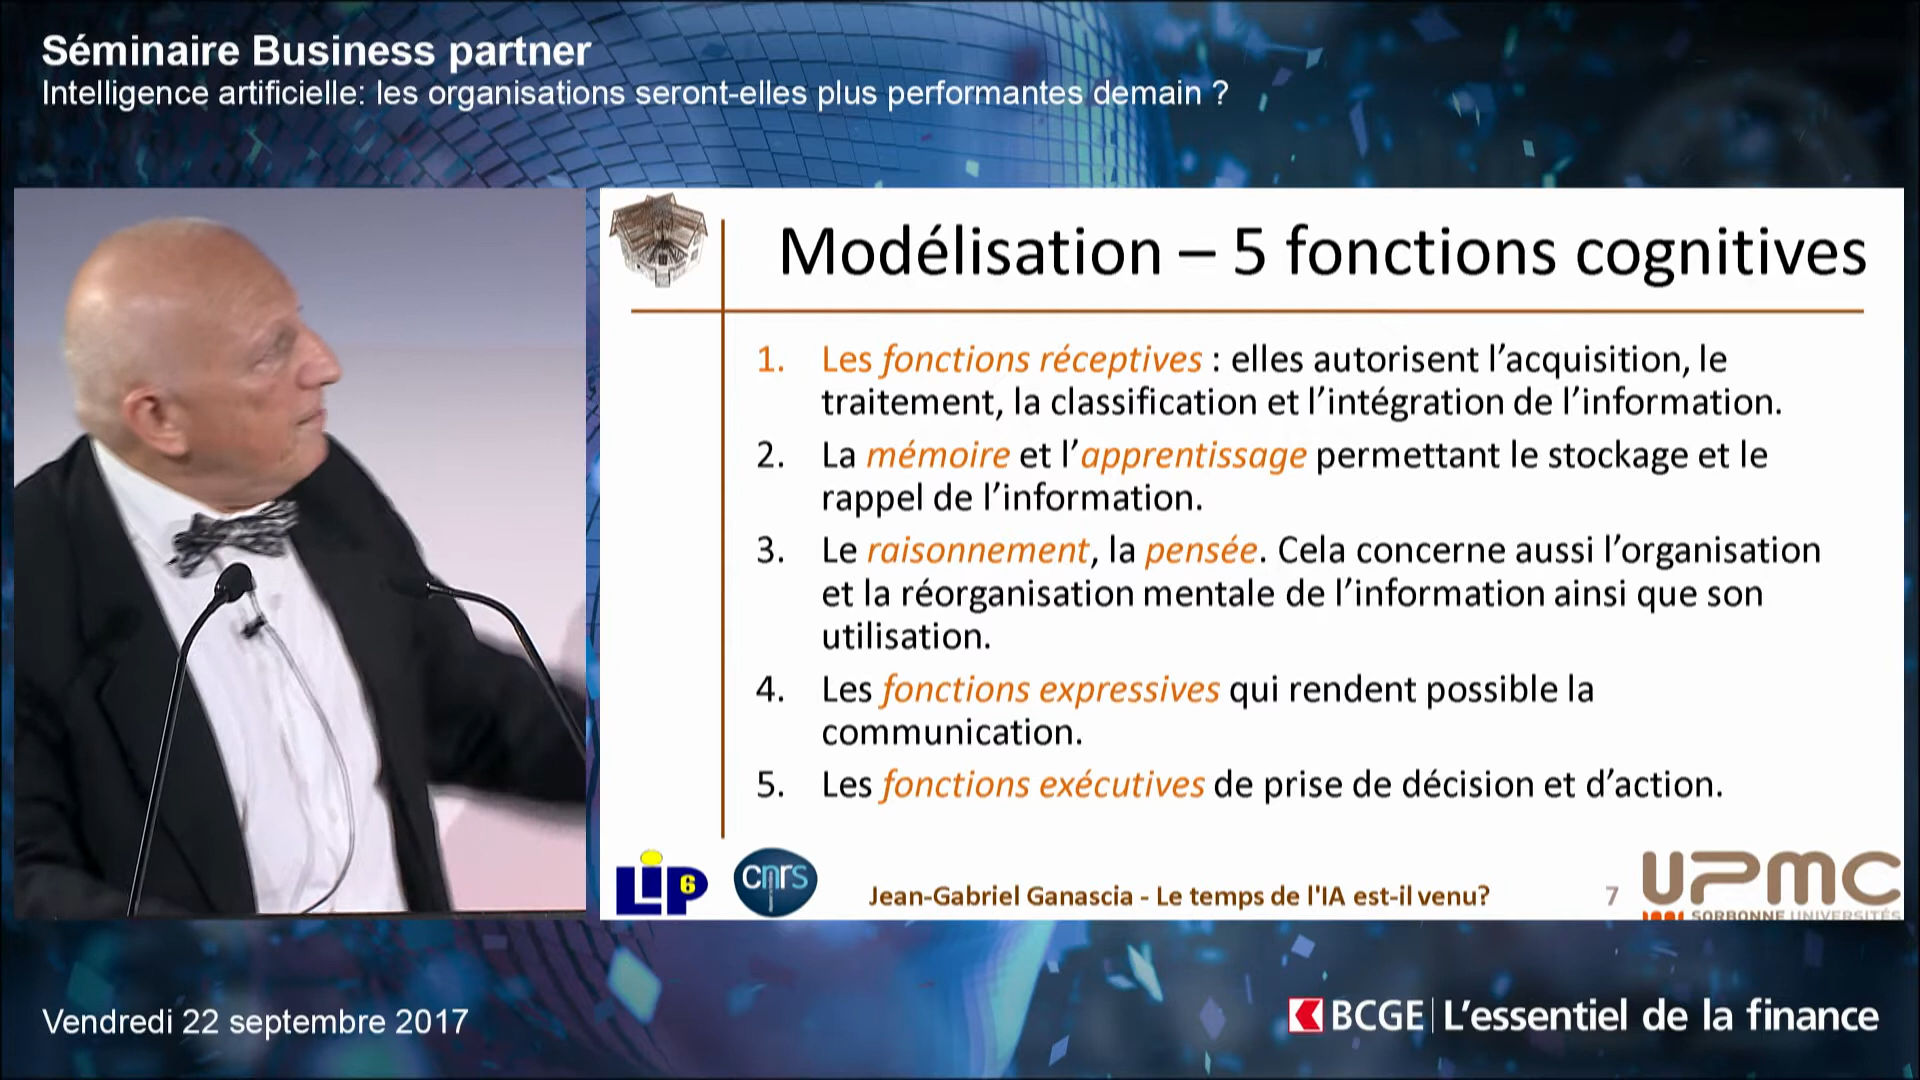 Séminaire Business partner
Intelligence artificielle: les organisations seront-elles plus performantes demain ?
Modélisation – 5 fonctions cognitives
1. Les fonctions réceptives : elles autorisent l’acquisition, le
traitement, la classification et l’intégration de l’information.
2. La mémoire et l’apprentissage permettant le stockage et le
rappel de l’information.
3. Le raisonnement, la pensée. Cela concerne aussi l’organisation
et la réorganisation mentale de l’information ainsi que son
utilisation.
4. Les fonctions expressives qui rendent possible la
communication.
5. Les fonctions exécutives de prise de décision et d’action.
LIP6
cnrs
Jean-Gabriel Ganascia - Le temps de l'IA est-il venu?
7
UPMC
SORBONNE UNIVERSITÉS
Vendredi 22 septembre 2017
BCGE | L’essentiel de la finance